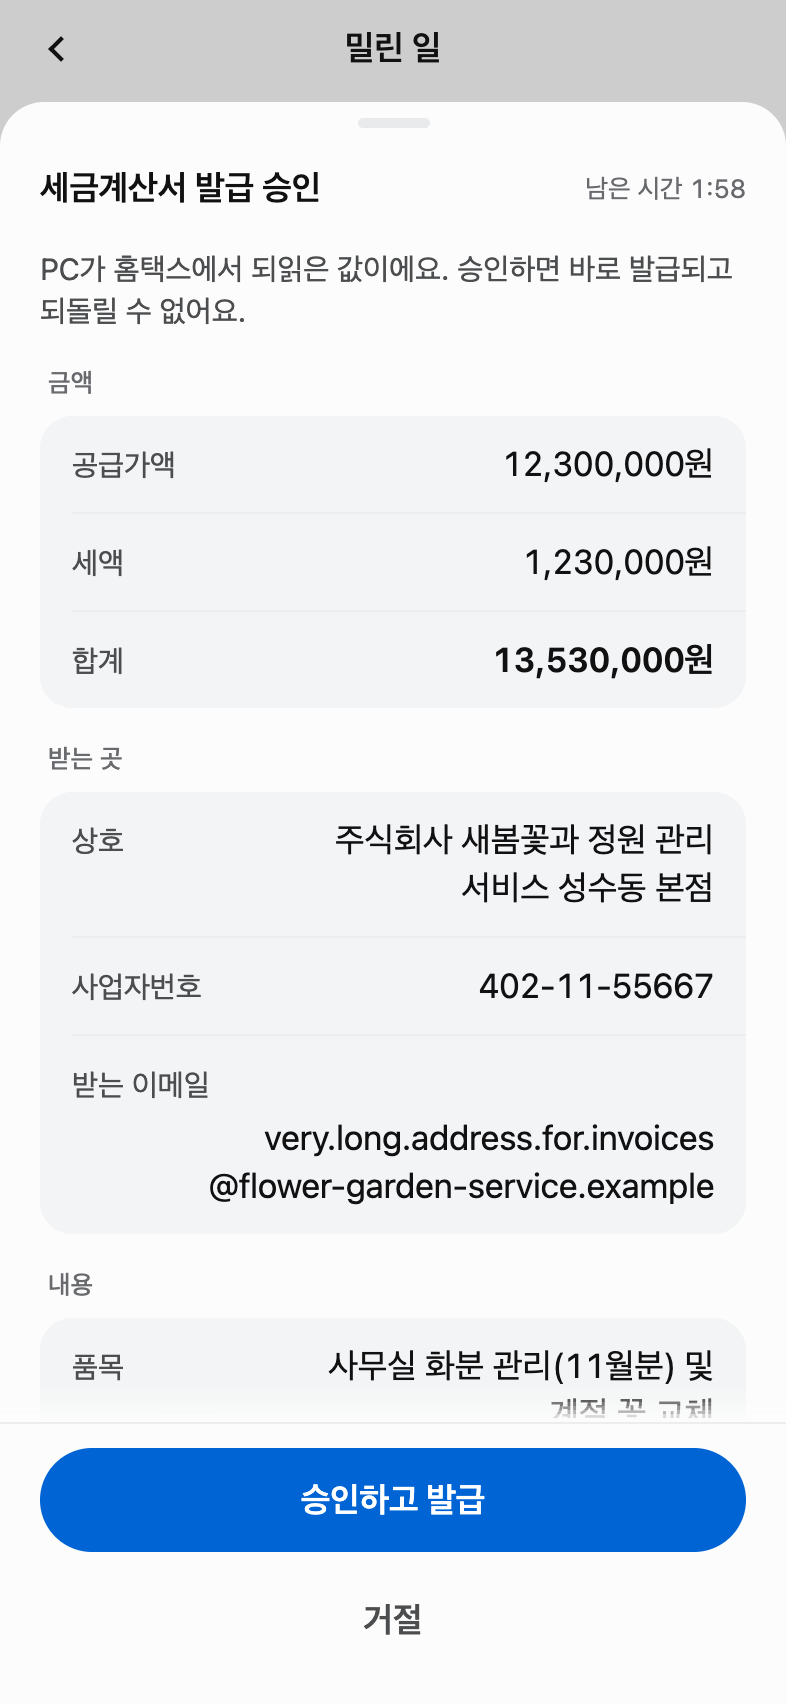 밀린 일
세금계산서 발급 승인
남은 시간 1:58
PC가 홈택스에서 되읽은 값이에요. 승인하면 바로 발급되고
되돌릴 수 없어요.
금액
공급가액
12,300,000원
세액
1,230,000원
합계
13,530,000원
받는 곳
상호
주식회사 새봄꽃과 정원 관리
서비스 성수동 본점
사업자번호
402-11-55667
받는 이메일
very.long.address.for.invoices
@flower-garden-service.example
내용
품목
사무실 화분 관리(11월분) 및
계절 꽃 교체
승인하고 발급
거절